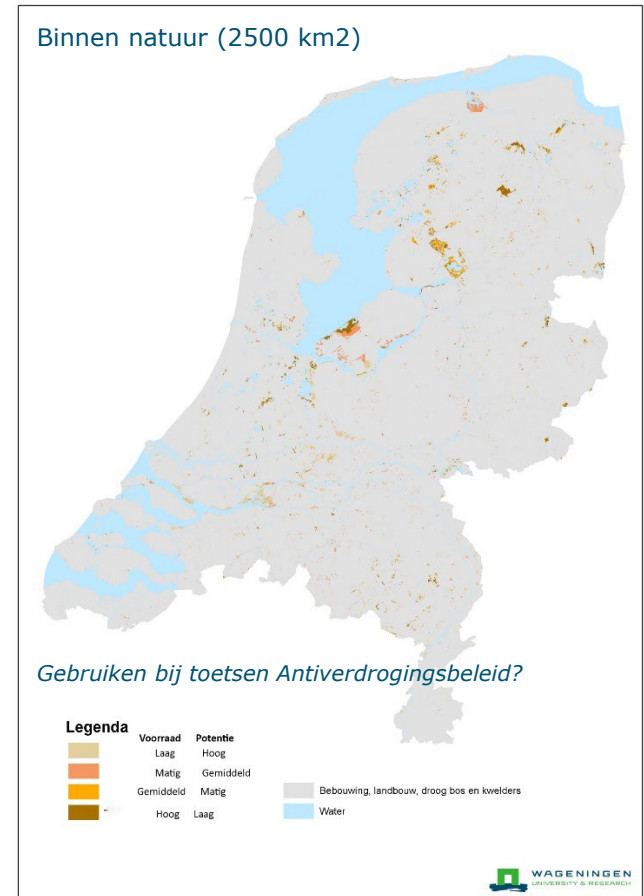 Binnen natuur (2500 km2)
Gebruiken bij toetsen Antiverdrogingsbeleid?
Legenda
Voorraad Potentie
Laag Hoog
Matig Gemiddeld
Gemiddeld Matig
Hoog Laag
Bebouwing, landbouw, droog bos en kwelders
Water
WAGENINGEN
UNIVERSITY & RESEARCH